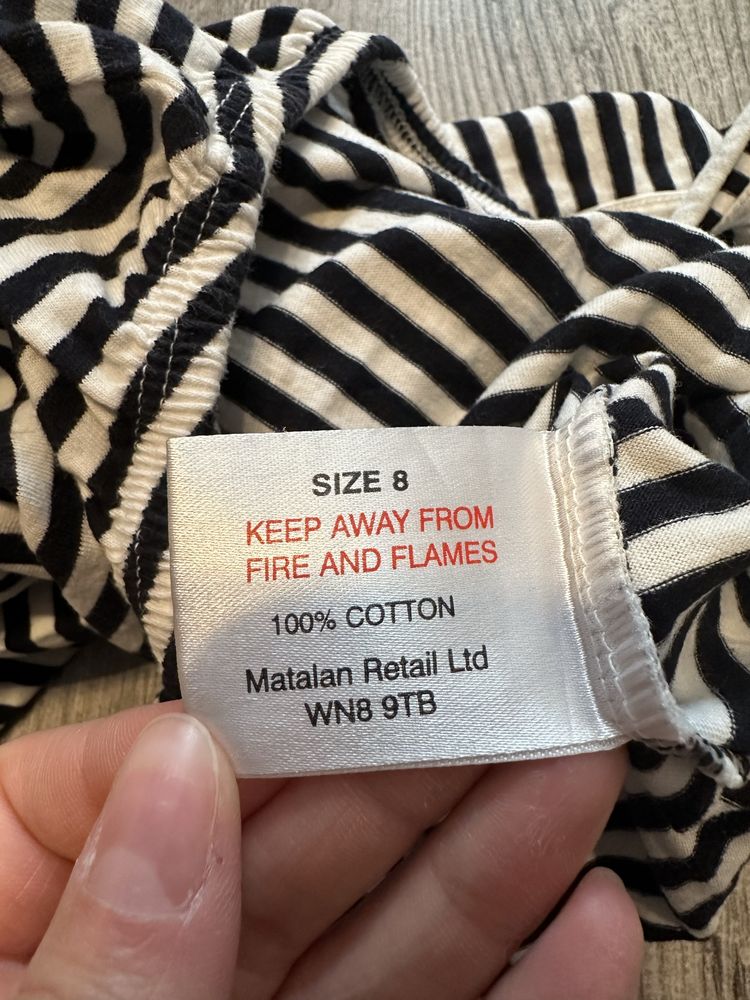 SIZE 8
KEEP AWAY FROM
FIRE AND FLAMES
100% COTTON
Matalan Retail Ltd
WN8 9TB